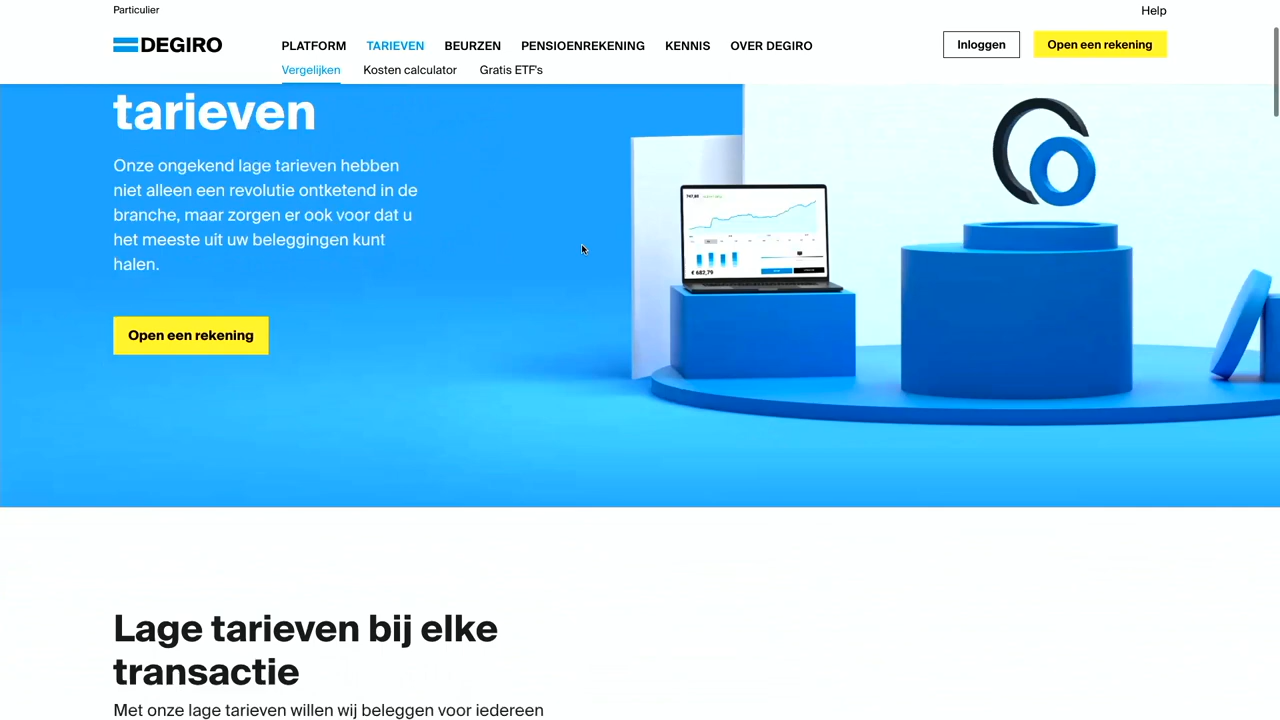 Particulier
Help
DEGIRO
PLATFORM TARIEVEN BEURZEN PENSIOENREKENING KENNIS OVER DEGIRO
Inloggen
Open een rekening
Vergelijken Kosten calculator Gratis ETF's
tarieven
Onze ongekend lage tarieven hebben
niet alleen een revolutie ontketend in de
branche, maar zorgen er ook voor dat u
het meeste uit uw beleggingen kunt
halen.
Open een rekening
€ 682,79
Lage tarieven bij elke
transactie
Met onze lage tarieven willen wij beleggen voor iedereen